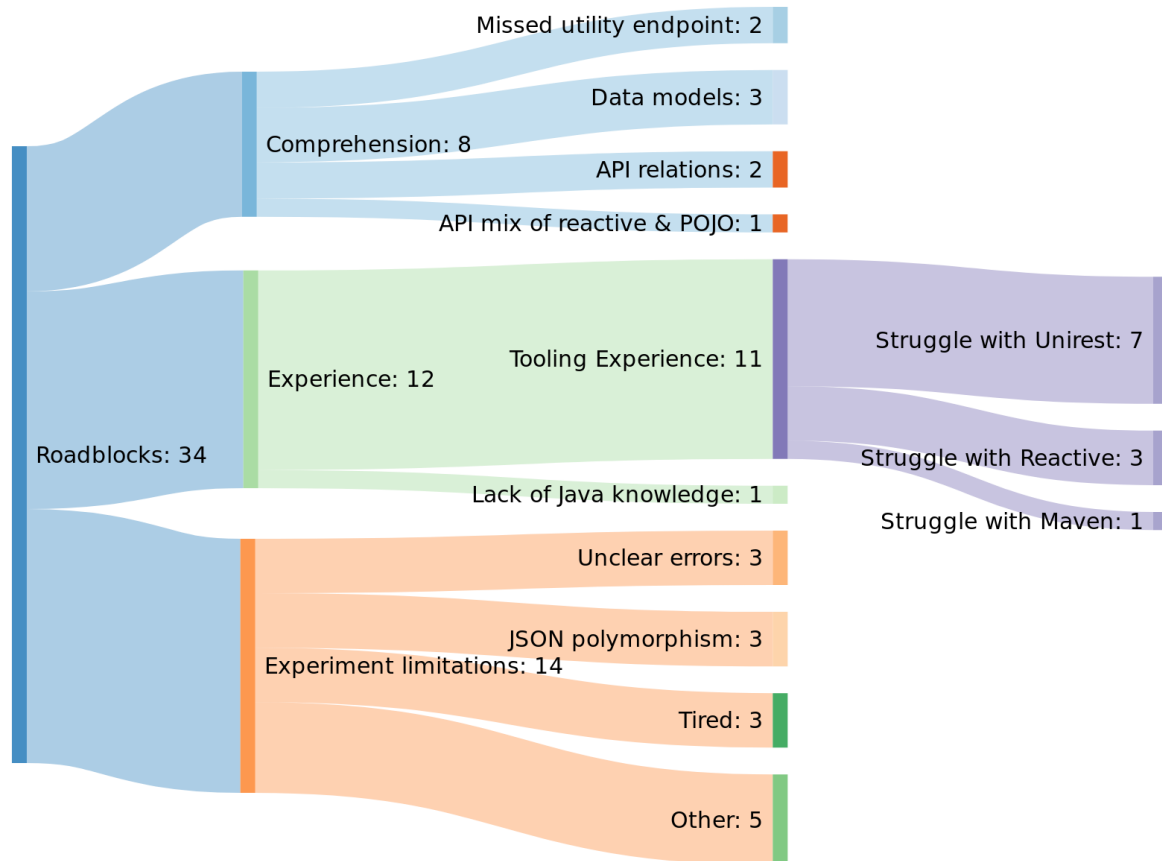 Missed utility endpoint: 2
Data models: 3
Comprehension: 8
API relations: 2
API mix of reactive & POJO: 1
Struggle with Unirest: 7
Tooling Experience: 11
Experience: 12
Roadblocks: 34
Struggle with Reactive: 3
Lack of Java knowledge: 1
Struggle with Maven: 1
Unclear errors: 3
JSON polymorphism: 3
Experiment limitations: 14
Tired: 3
Other: 5